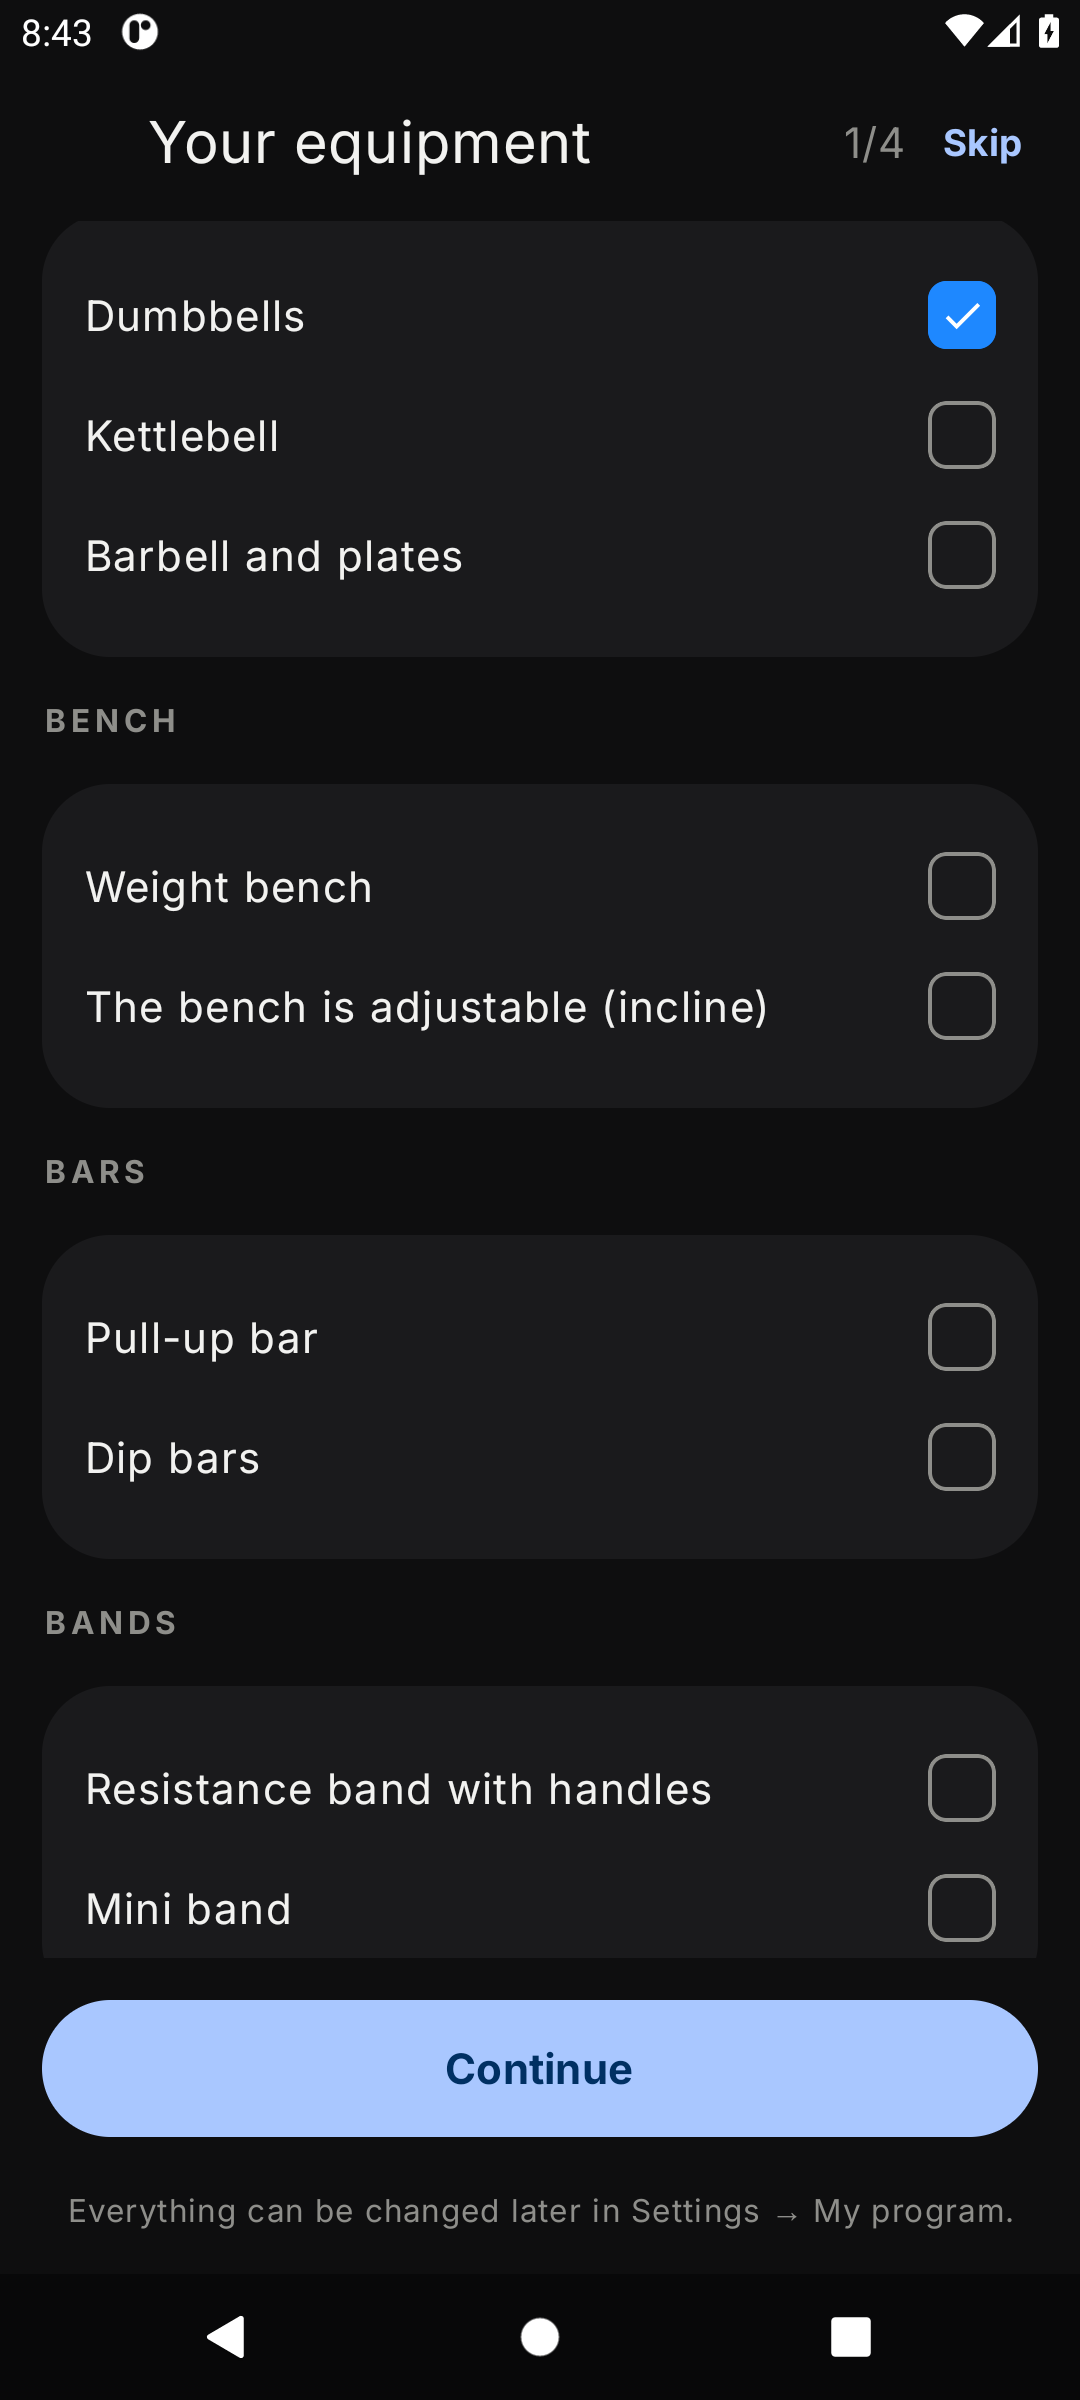 8:43
Your equipment
1/4 Skip
Dumbbells
Kettlebell
Barbell and plates
BENCH
Weight bench
The bench is adjustable (incline)
BARS
Pull-up bar
Dip bars
BANDS
Resistance band with handles
Mini band
Continue
Everything can be changed later in Settings → My program.